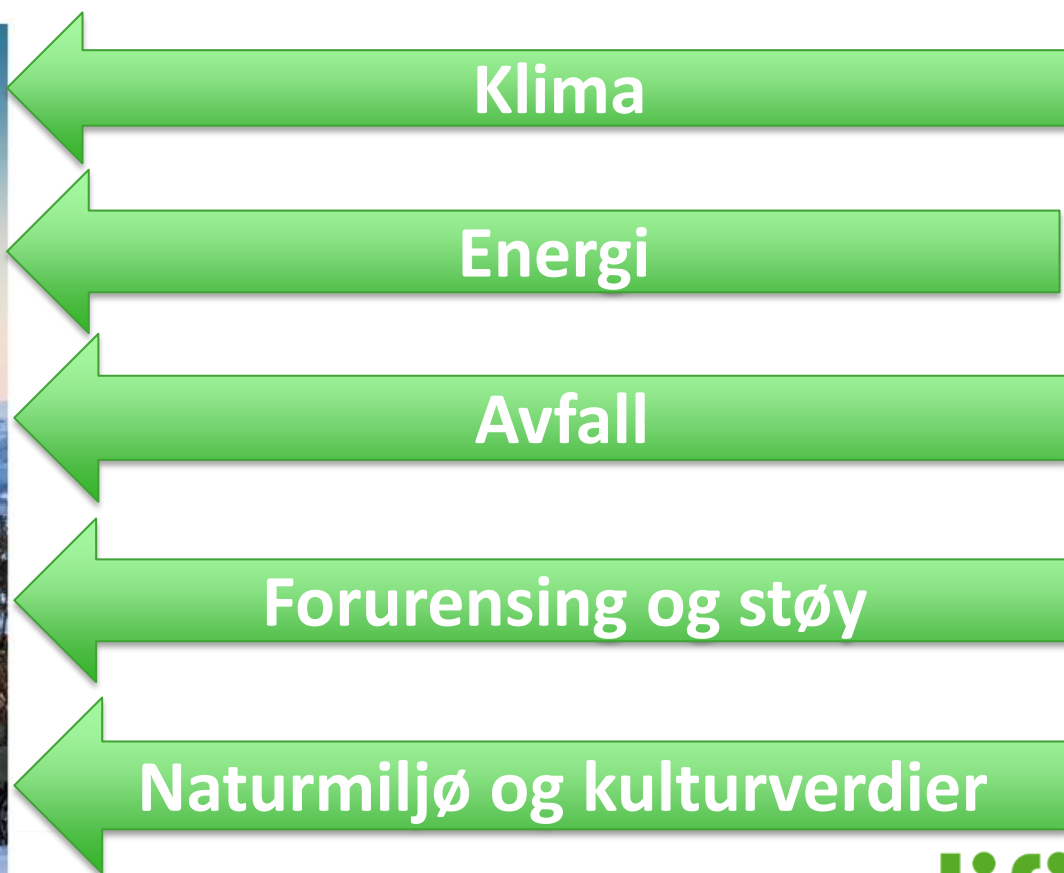 Klima
Energi
Avfall
Forurensing og støy
Naturmiljø og kulturverdier